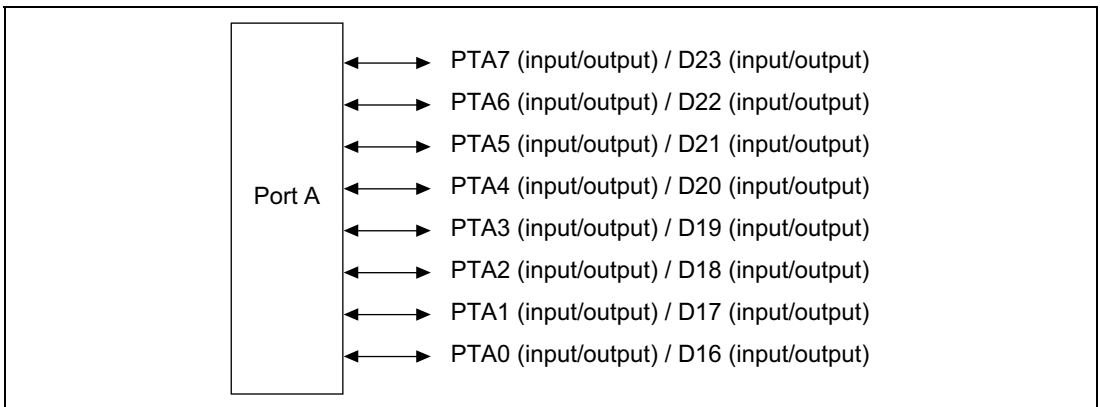 PTA7 (input/output) / D23 (input/output)
PTA6 (input/output) / D22 (input/output)
PTA5 (input/output) / D21 (input/output)
PTA4 (input/output) / D20 (input/output)
Port A
PTA3 (input/output) / D19 (input/output)
PTA2 (input/output) / D18 (input/output)
PTA1 (input/output) / D17 (input/output)
PTA0 (input/output) / D16 (input/output)